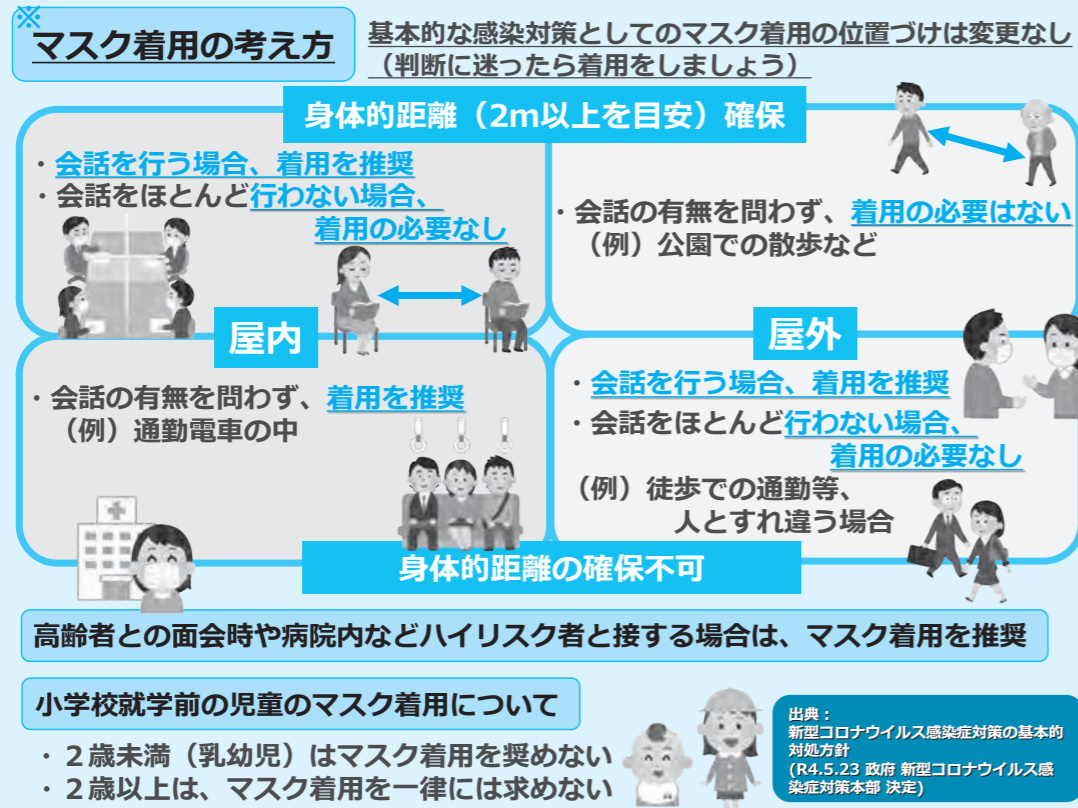 ※
マスク着用の考え方
基本的な感染対策としてのマスク着用の位置づけは変更なし
（判断に迷ったら着用をしましょう）
身体的距離（2m以上を目安）確保
・会話を行う場合、着用を推奨
・会話をほとんど行わない場合、
着用の必要なし
・会話の有無を問わず、着用の必要はない
（例）公園での散歩など
屋内
屋外
・会話の有無を問わず、着用を推奨
（例）通勤電車の中
・会話を行う場合、着用を推奨
・会話をほとんど行わない場合、
着用の必要なし
（例）徒歩での通勤等、
人とすれ違う場合
身体的距離の確保不可
高齢者との面会時や病院内などハイリスク者と接する場合は、マスク着用を推奨
小学校就学前の児童のマスク着用について
・２歳未満（乳幼児）はマスク着用を奨めない
・２歳以上は、マスク着用を一律には求めない
出典：
新型コロナウイルス感染症対策の基本的
対処方針
(R4.5.23 政府 新型コロナウイルス感
染症対策本部 決定)